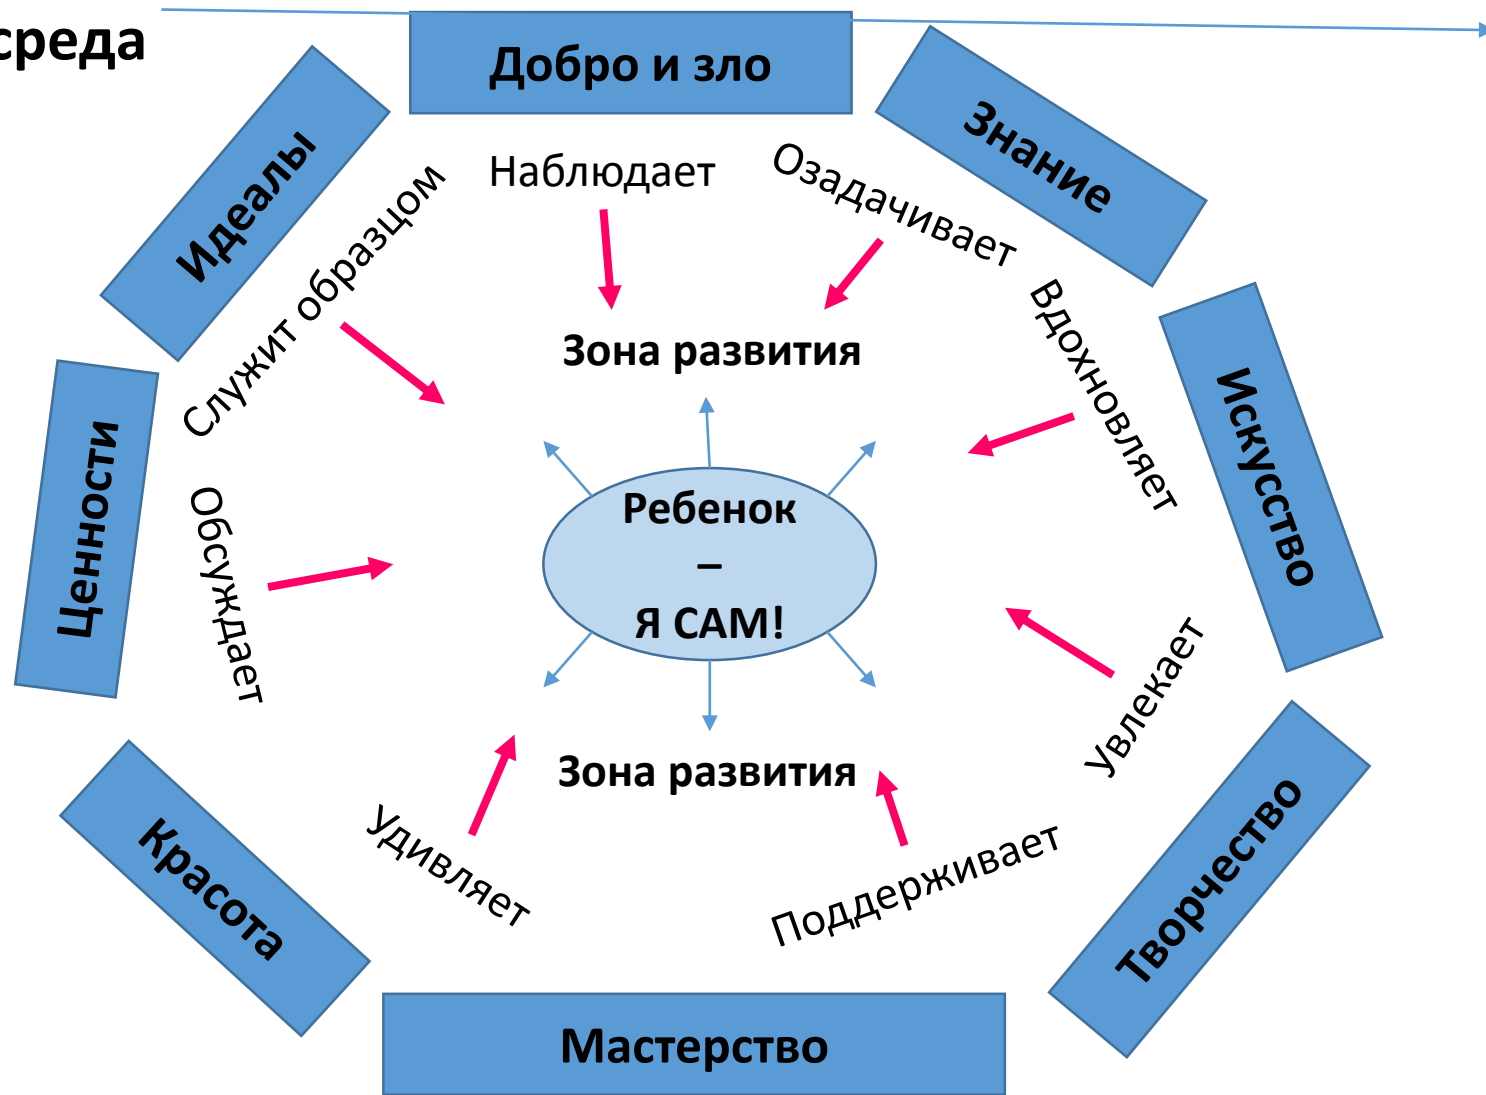 среда
Добро и зло
Знание
Идеалы
Наблюдает
Озадачивает
Служит образцом
Вдохновляет
Зона развития
Искусство
Ценности
Обсуждает
Ребенок
–
Я САМ!
Увлекает
Зона развития
Удивляет
Поддерживает
Красота
Творчество
Мастерство